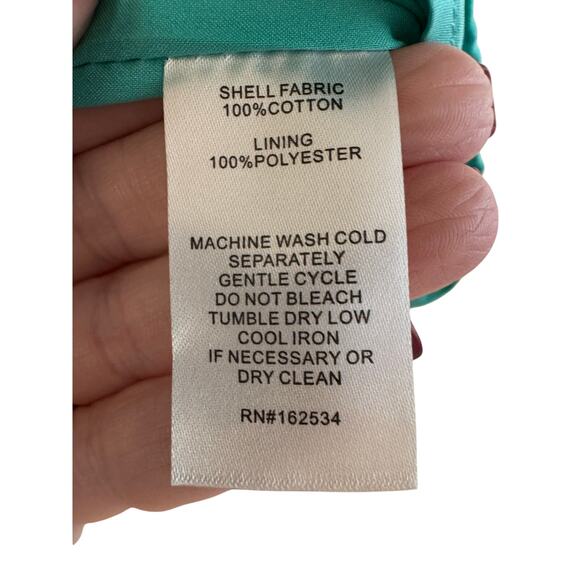 SHELL FABRIC
100%COTTON
LINING
100%POLYESTER
MACHINE WASH COLD
SEPARATELY
GENTLE CYCLE
DO NOT BLEACH
TUMBLE DRY LOW
COOL IRON
IF NECESSARY OR
DRY CLEAN
RN#162534